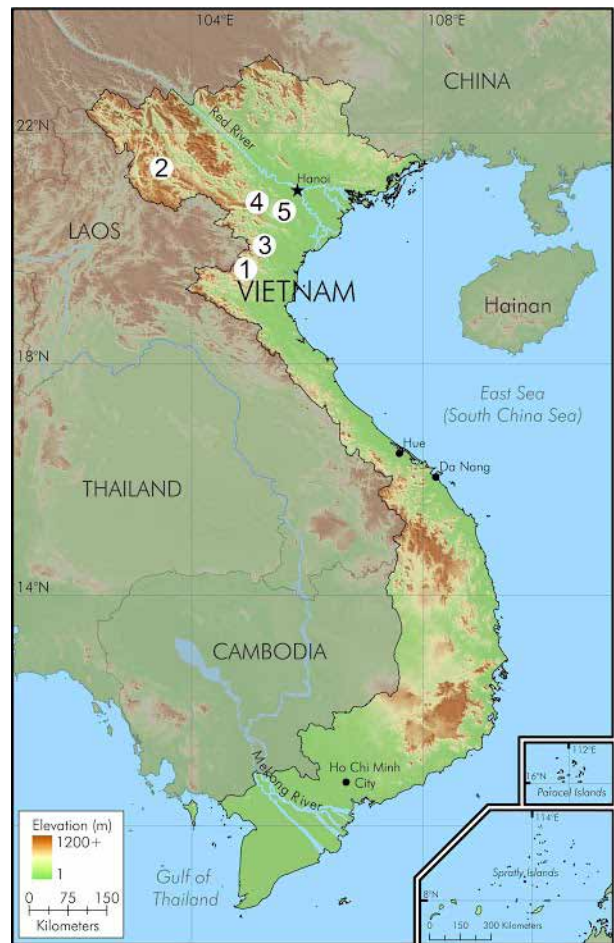 104°E
108°E
CHINA
22°N
Red River
2
Hanoi
4
5
LAOS
3
1
VIETNAM
Hainan
18°N
East Sea
(South China Sea)
Hue
Da Nang
THAILAND
14°N
CAMBODIA
Mekong River
Ho Chi Minh
City
112°E
16°N
Paracel Islands
114°E
Elevation (m)
1200+
1
0 75 150
Kilometers
Gulf of
Thailand
Spratly Islands
8°N
0 150 300 Kilometers